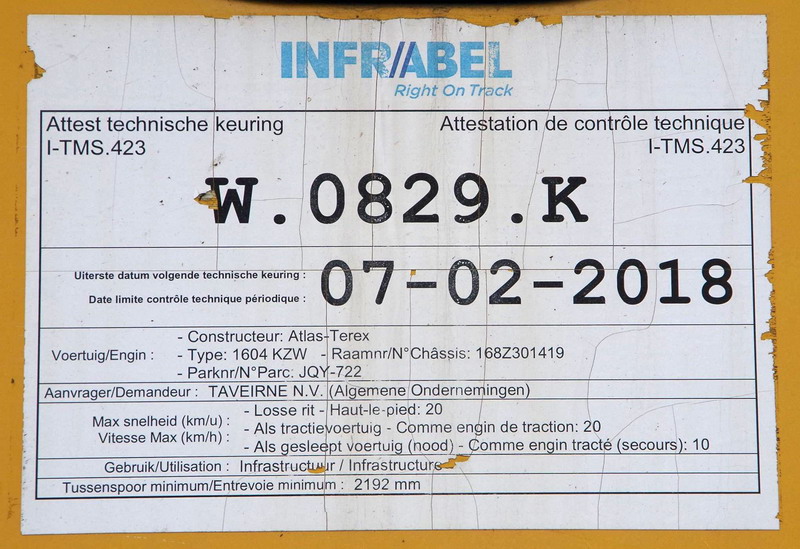 INFR//ABEL
Right On Track
Attest technische keuring Attestation de contrôle technique
I-TMS.423 I-TMS.423
W.0829.K
Uiterste datum volgende technische keuring :
Date limite contrôle technique périodique :
07-02-2018
Voertuig/Engin :
- Constructeur: Atlas-Terex
- Type: 1604 KZW - Raamnr/N°Châssis: 168Z301419
- Parknr/N°Parc: JQY-722
Aanvrager/Demandeur : TAVEIRNE N.V. (Algemene Ondernemingen)
Max snelheid (km/u) :
Vitesse Max (km/h) :
- Losse rit - Haut-le-pied: 20
- Als tractievoertuig - Comme engin de traction: 20
- Als gesleept voertuig (nood) - Comme engin tracté (secours): 10
Gebruik/Utilisation : Infrastructuur / Infrastructure
Tussenspoor minimum/Entrevoie minimum : 2192 mm